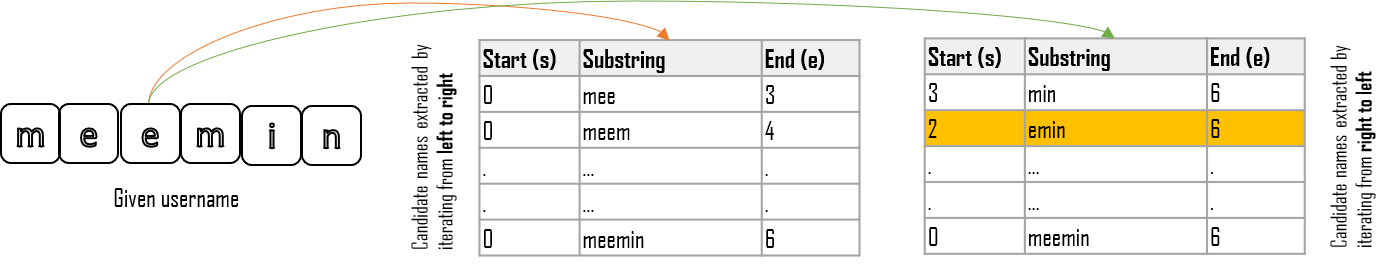 m e e m i n
Given username
Candidate names extracted by
iterating from left to right
Start (s) Substring End (e)
0 mee 3
0 meem 4
. ... .
. ... .
0 meemin 6
Start (s) Substring End (e)
3 min 6
2 emin 6
. ... .
. ... .
0 meemin 6
Candidate names extracted by
iterating from right to left